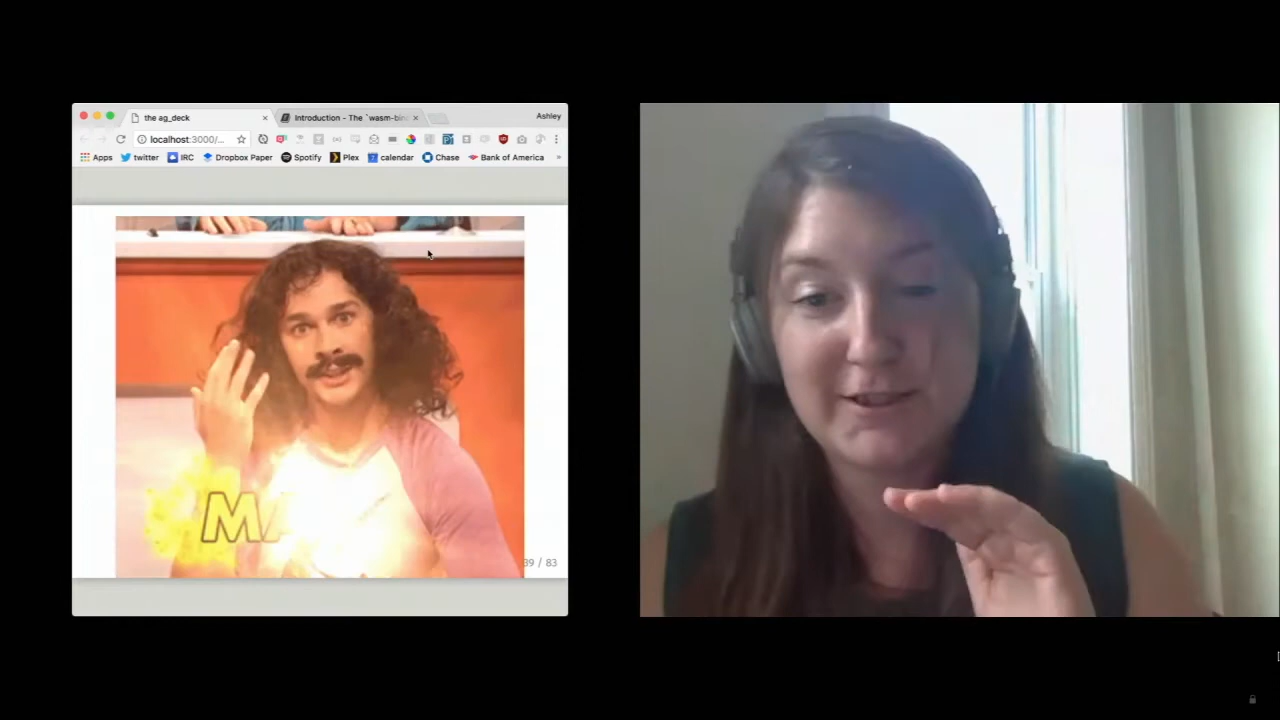 the ag_deck
Introduction - The `wasm-bin
Ashley
localhost:3000/...
Apps
twitter
IRC
Dropbox Paper
Spotify
Plex
calendar
Chase
Bank of America
»
MA
39 / 83